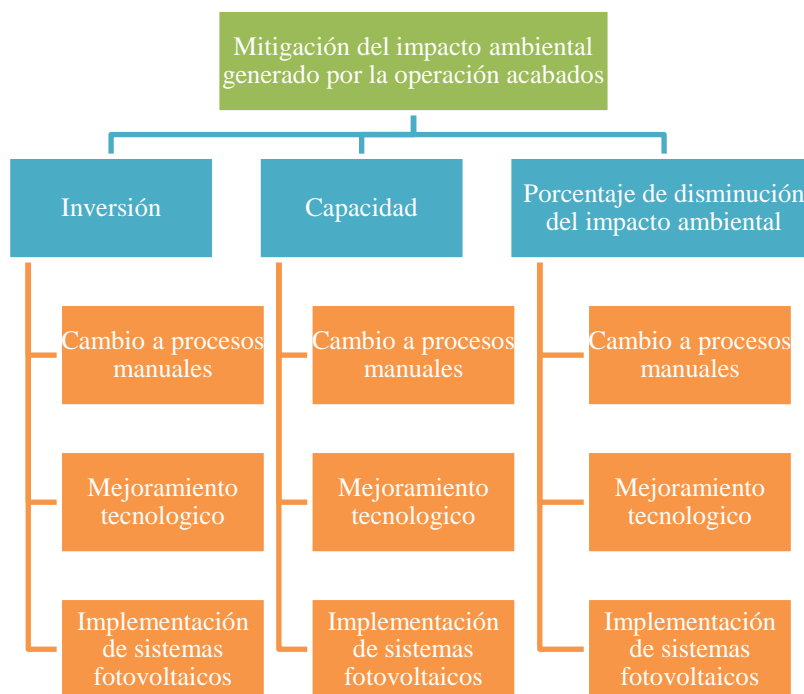 Mitigación del impacto ambiental
generado por la operación acabados
Inversión
Capacidad
Porcentaje de disminución
del impacto ambiental
Cambio a procesos
manuales
Cambio a procesos
manuales
Cambio a procesos
manuales
Mejoramiento
tecnologico
Mejoramiento
tecnologico
Mejoramiento
tecnologico
Implementación
de sistemas
fotovoltaicos
Implementación
de sistemas
fotovoltaicos
Implementación
de sistemas
fotovoltaicos